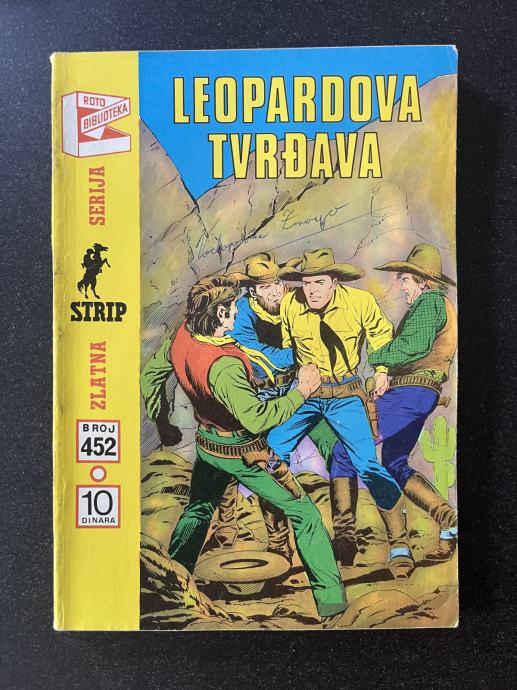 ROTO
BIBLIOTEKA
LEOPARDOVA
TVRĐAVA
ZLATNA SERIJA
STRIP
BROJ
452
10
DINARA